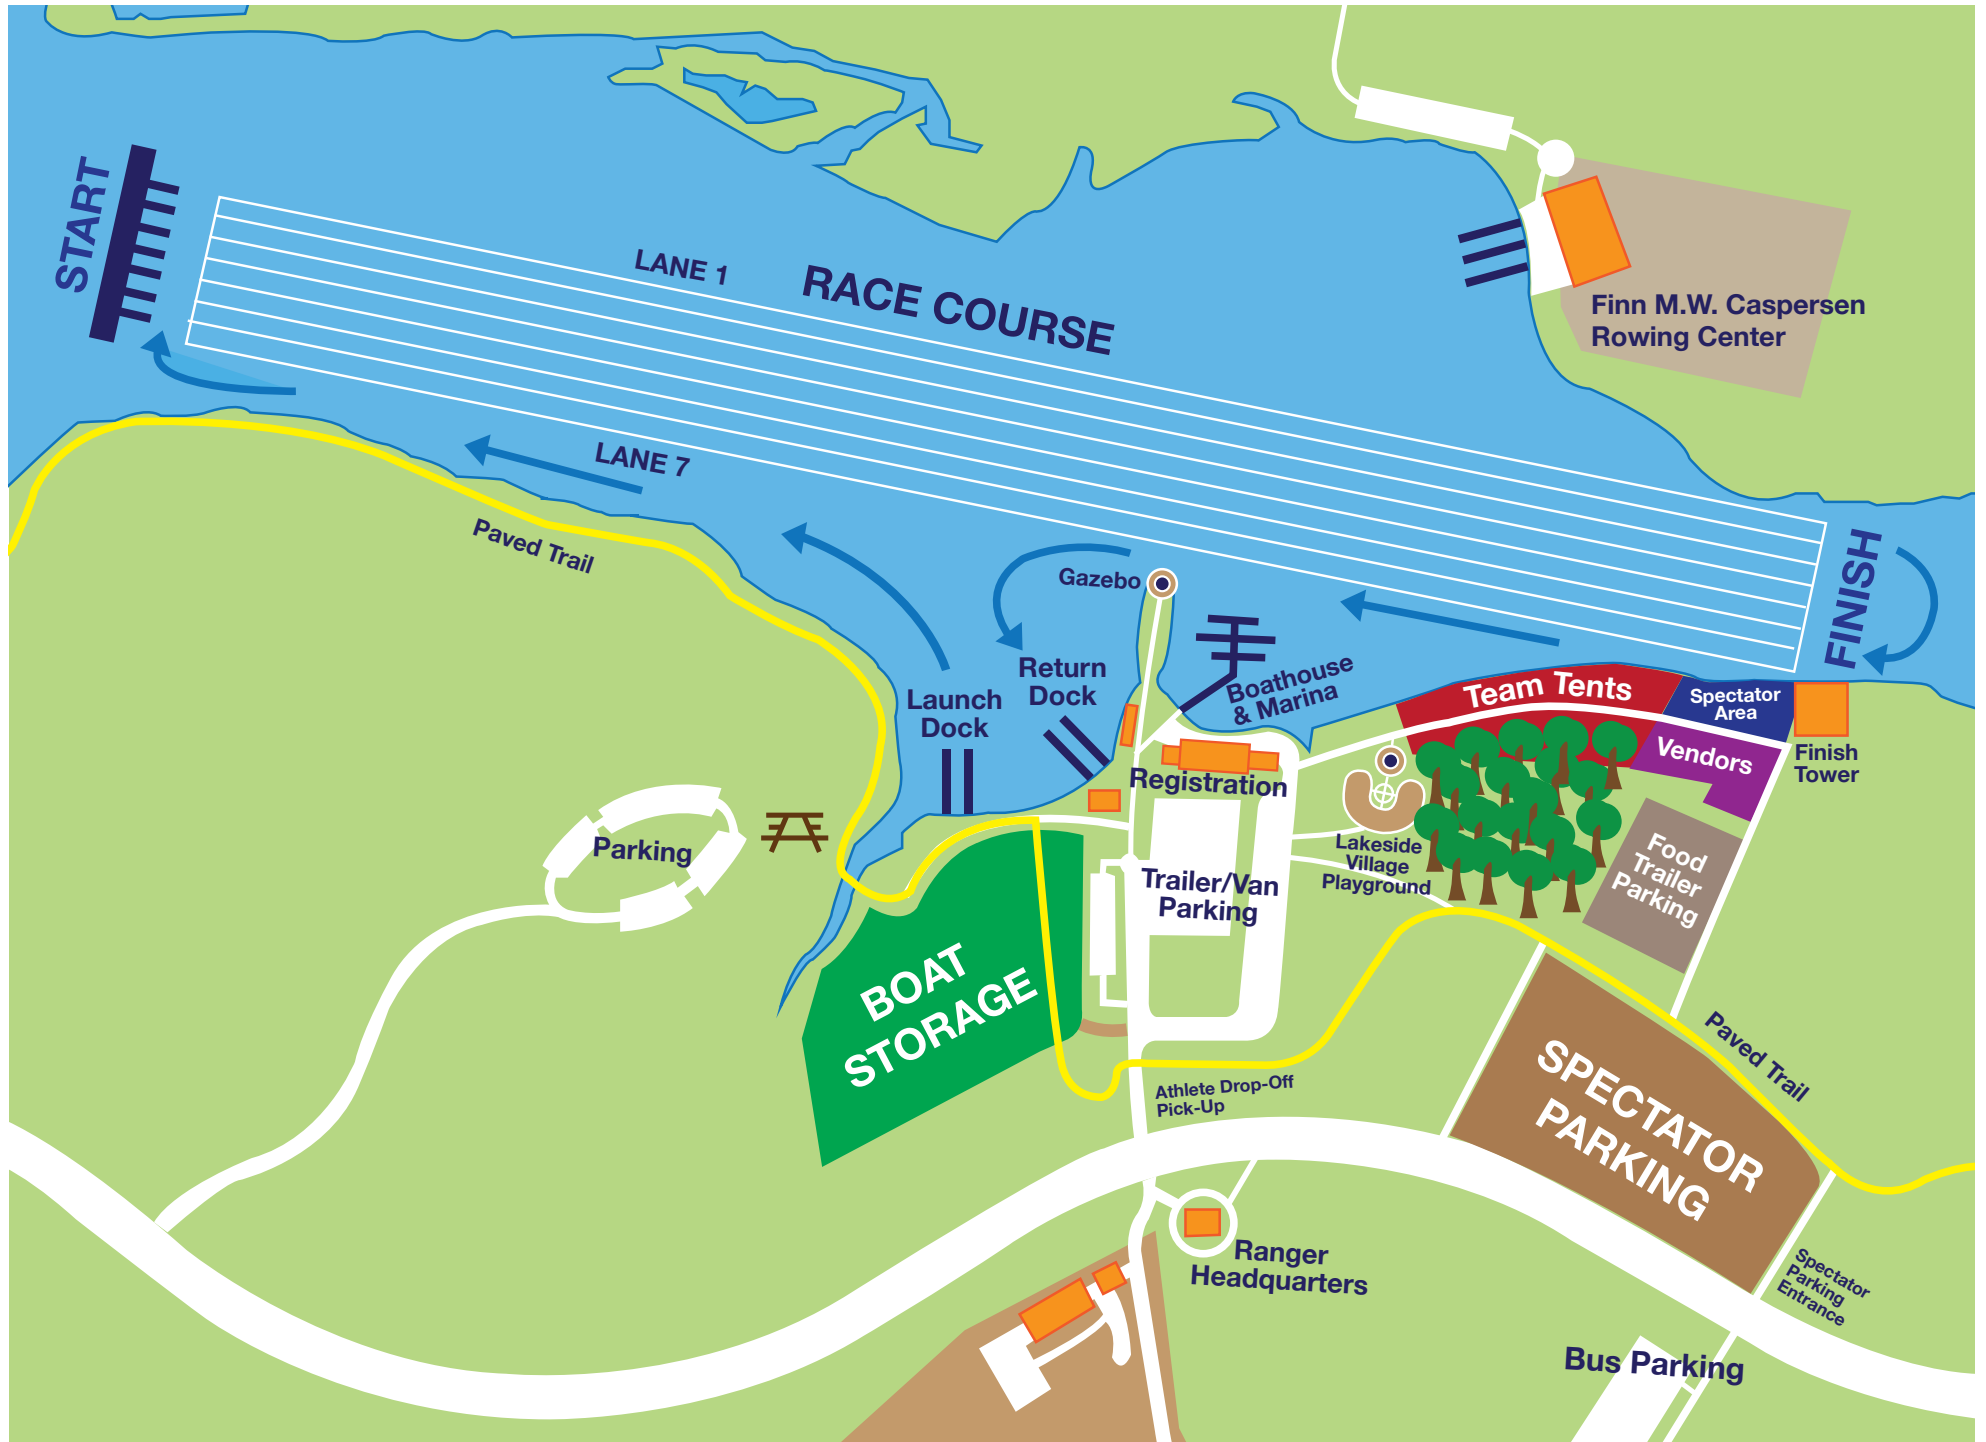 START
LANE 1
RACE COURSE
Finn M.W. Caspersen
Rowing Center
LANE 7
Paved Trail
FINISH
Gazebo
Return
Dock
Launch
Dock
Boathouse
& Marina
Team Tents
Spectator
Area
Vendors
Finish
Tower
Registration
Parking
Lakeside
Village
Playground
Food
Trailer
Parking
Trailer/Van
Parking
BOAT
STORAGE
Paved Trail
Athlete Drop-Off
Pick-Up
SPECTATOR
PARKING
Ranger
Headquarters
Spectator
Parking
Entrance
Bus Parking